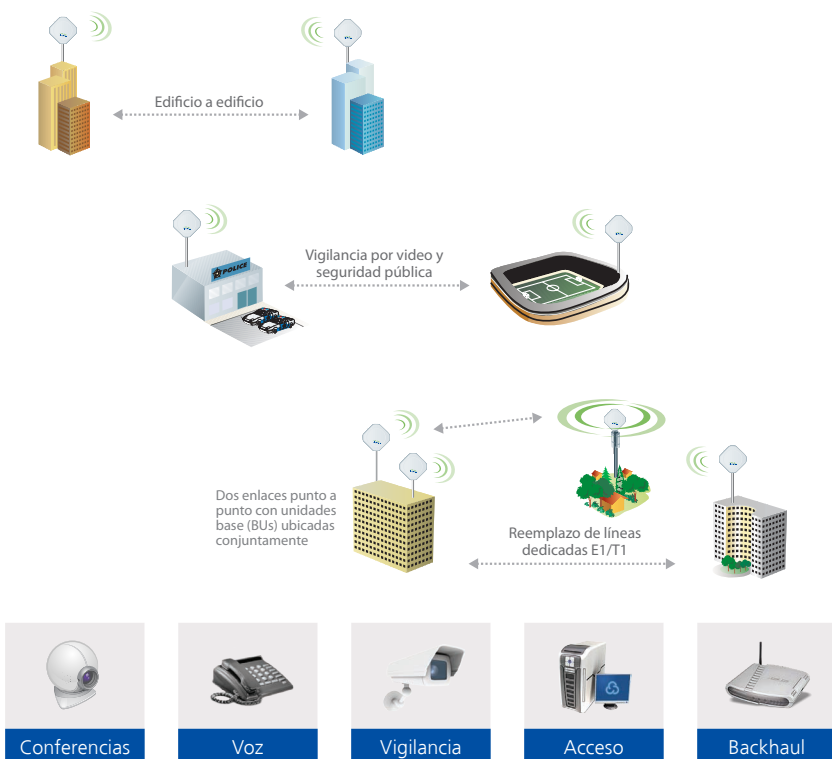 Edificio a edificio
POLICE
Vigilancia por video y
seguridad pública
Dos enlaces punto a
punto con unidades
base (BUs) ubicadas
conjuntamente
Reemplazo de líneas
dedicadas E1/T1
Conferencias
Voz
Vigilancia
Acceso
Backhaul